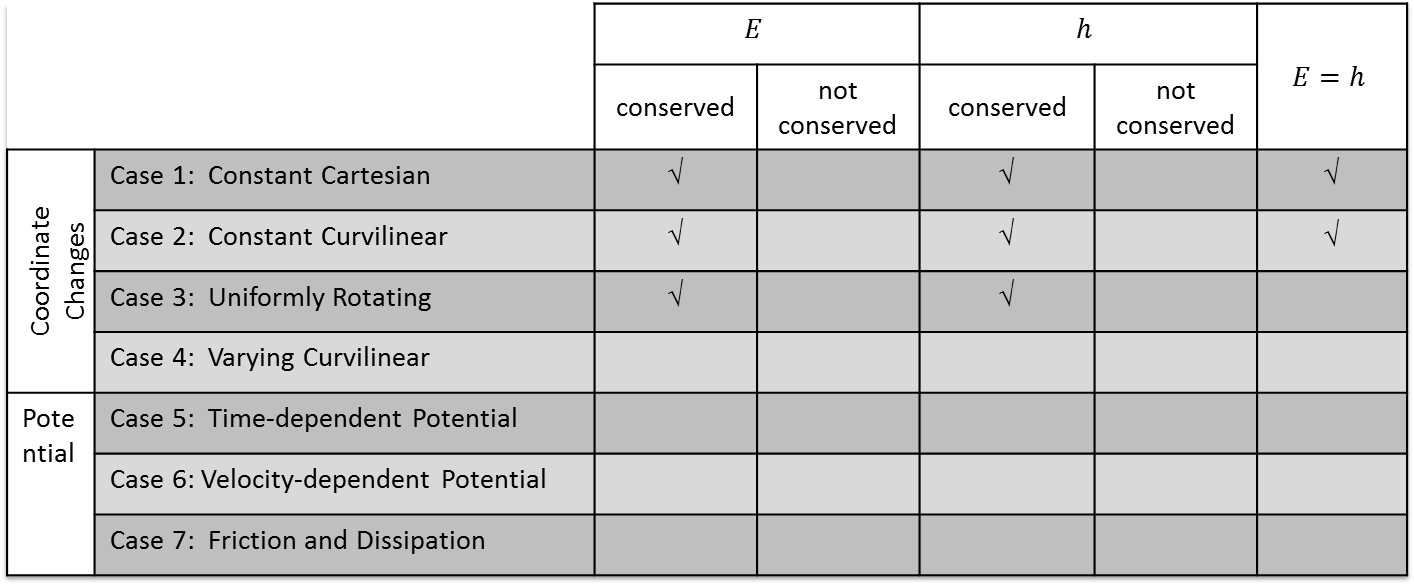 E h E = h
conserved not conserved conserved not conserved
Coordinate Changes
Case 1: Constant Cartesian √ √ √
Case 2: Constant Curvilinear √ √ √
Case 3: Uniformly Rotating √ √
Case 4: Varying Curvilinear
Pote
ntial
Case 5: Time-dependent Potential
Case 6: Velocity-dependent Potential
Case 7: Friction and Dissipation